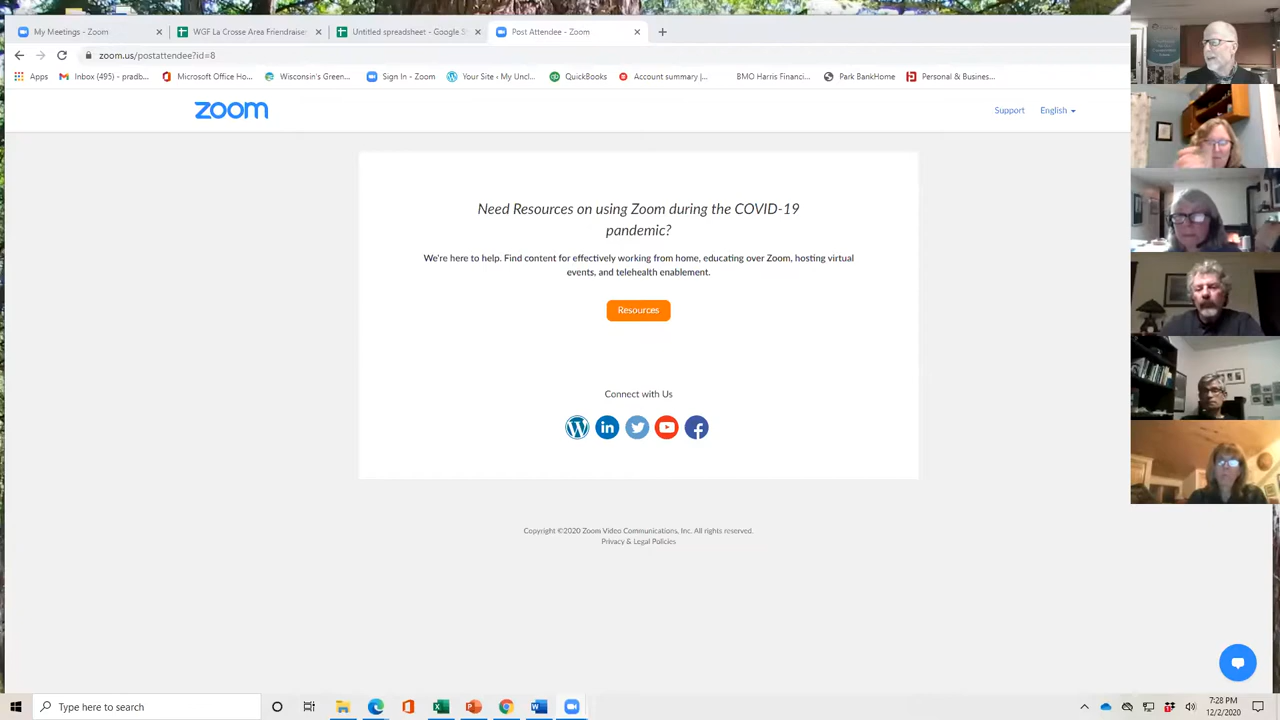 My Meetings - Zoom
WGF La Crosse Area Friendraiser
Untitled spreadsheet - Google S
Post Attendee - Zoom
zoom.us/postattendee?id=8
Apps
Inbox (495) - pradb...
Microsoft Office Ho...
Wisconsin's Green...
Sign In - Zoom
Your Site ‹ My Uncl...
QuickBooks
Account summary |...
BMO Harris Financi...
Park BankHome
Personal & Busines...
zoom
Support
English
Need Resources on using Zoom during the COVID-19
pandemic?
We're here to help. Find content for effectively working from home, educating over Zoom, hosting virtual
events, and telehealth enablement.
Resources
Connect with Us
Copyright ©2020 Zoom Video Communications, Inc. All rights reserved.
Privacy & Legal Policies
Type here to search
7:28 PM
12/2/2020